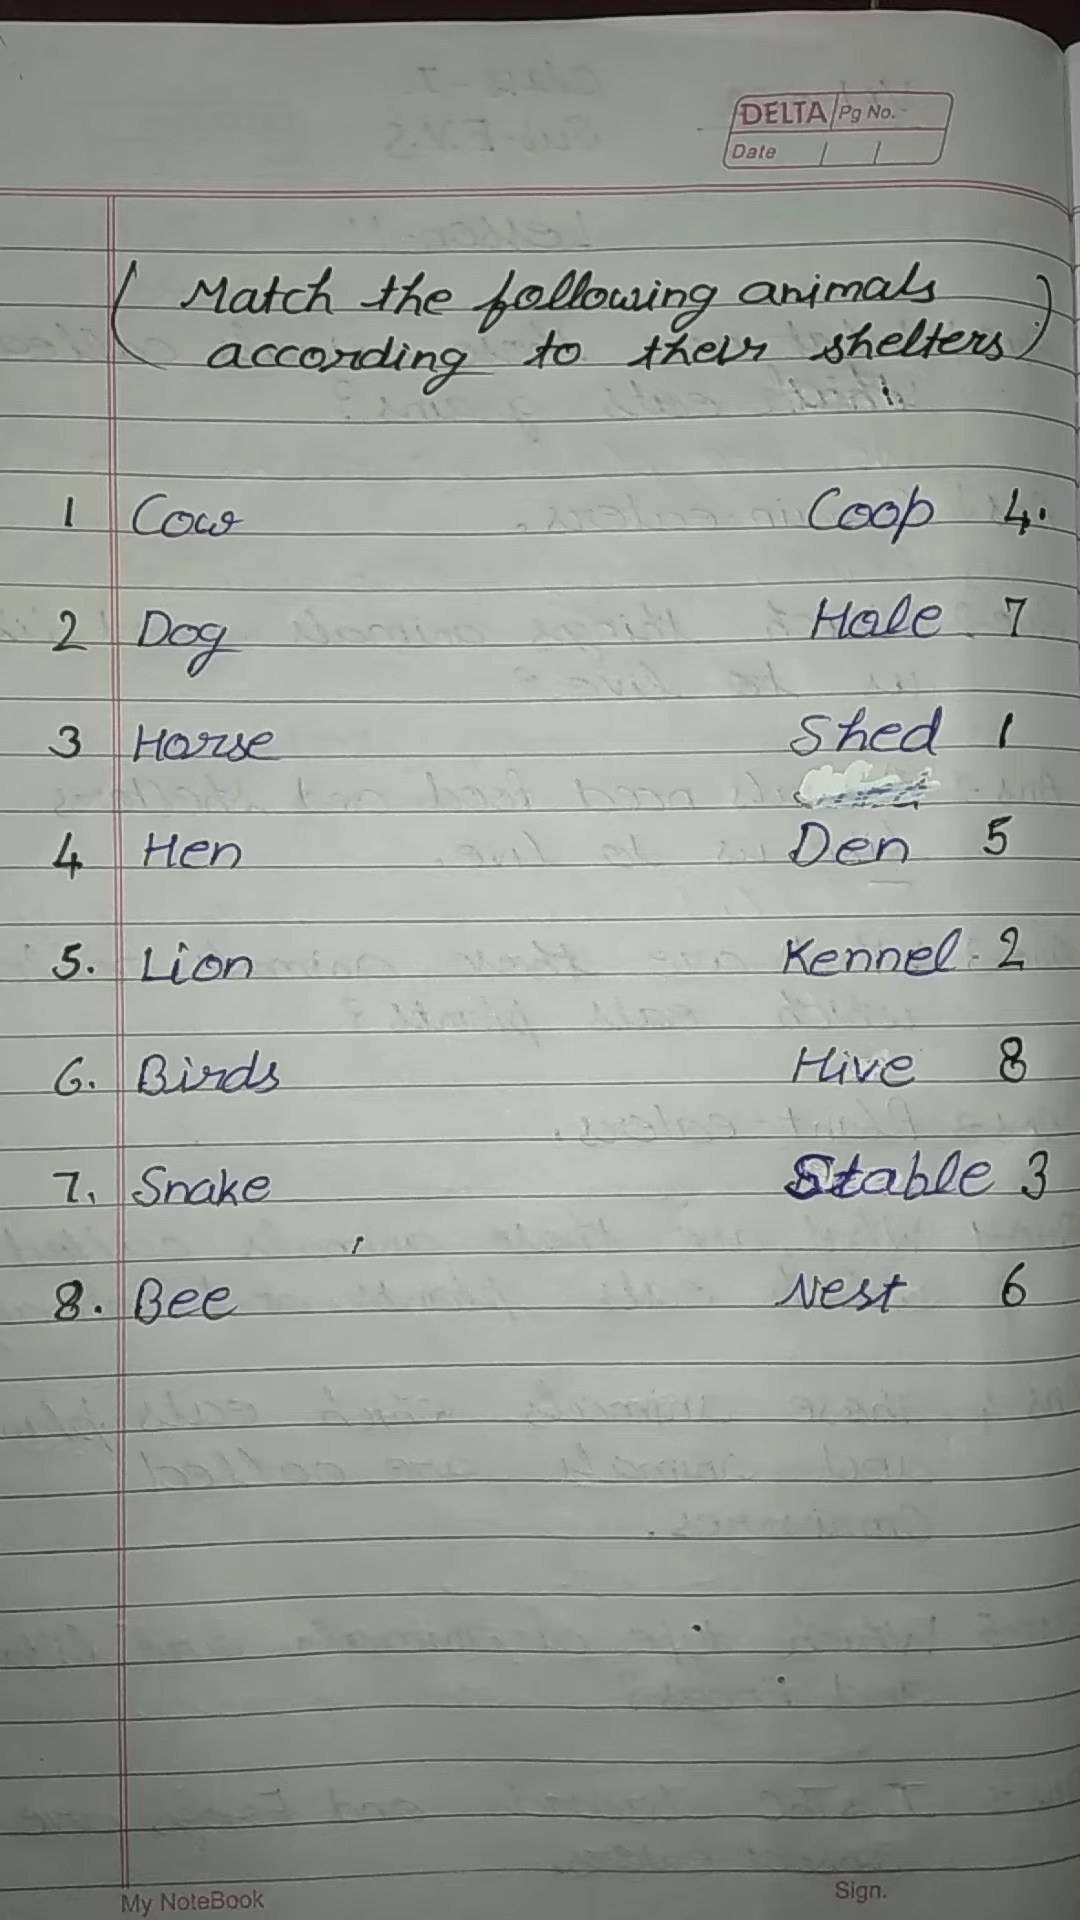 DELTA Pg No.
Date / /
( Match the following animals
according to their shelters )
1 Cow Coop 4.
2 Dog Hole 7
3 Horse Shed 1
4 Hen Den 5
5. Lion Kennel 2
6. Birds Hive 8
7. Snake Stable 3
8. Bee Nest 6
My NoteBook Sign.